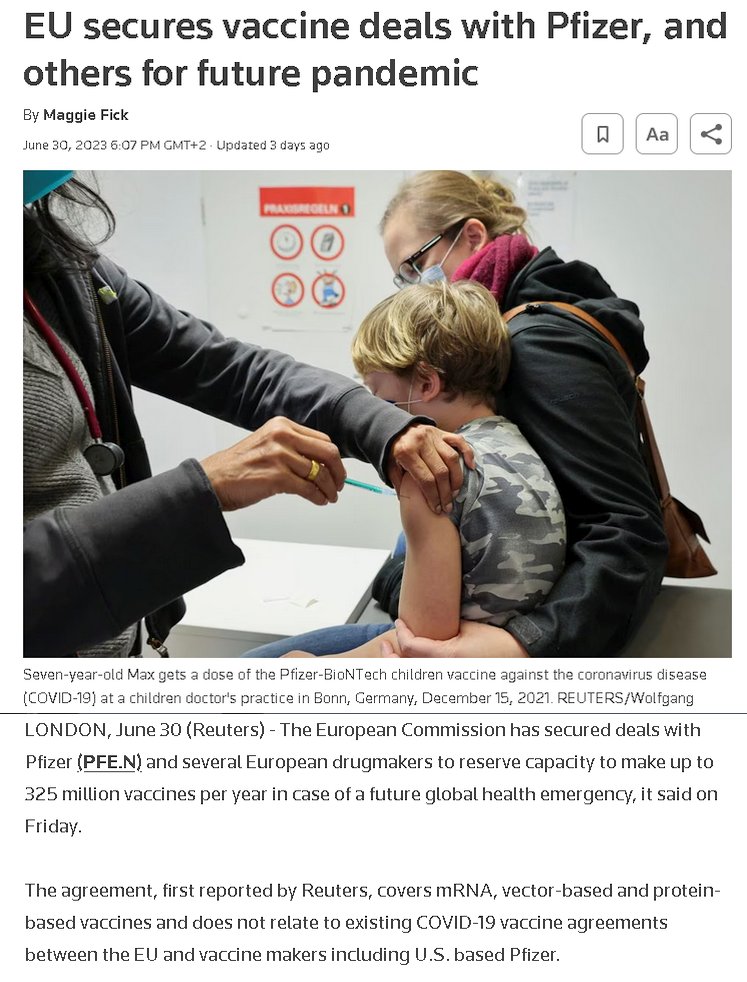 EU secures vaccine deals with Pfizer, and
others for future pandemic
By Maggie Fick
June 30, 2023 6:07 PM GMT+2 · Updated 3 days ago
Aa
PRAXISREGELN 1
Seven-year-old Max gets a dose of the Pfizer-BioNTech children vaccine against the coronavirus disease
(COVID-19) at a children doctor's practice in Bonn, Germany, December 15, 2021. REUTERS/Wolfgang
LONDON, June 30 (Reuters) - The European Commission has secured deals with
Pfizer (PFE.N) and several European drugmakers to reserve capacity to make up to
325 million vaccines per year in case of a future global health emergency, it said on
Friday.
The agreement, first reported by Reuters, covers mRNA, vector-based and protein-
based vaccines and does not relate to existing COVID-19 vaccine agreements
between the EU and vaccine makers including U.S. based Pfizer.